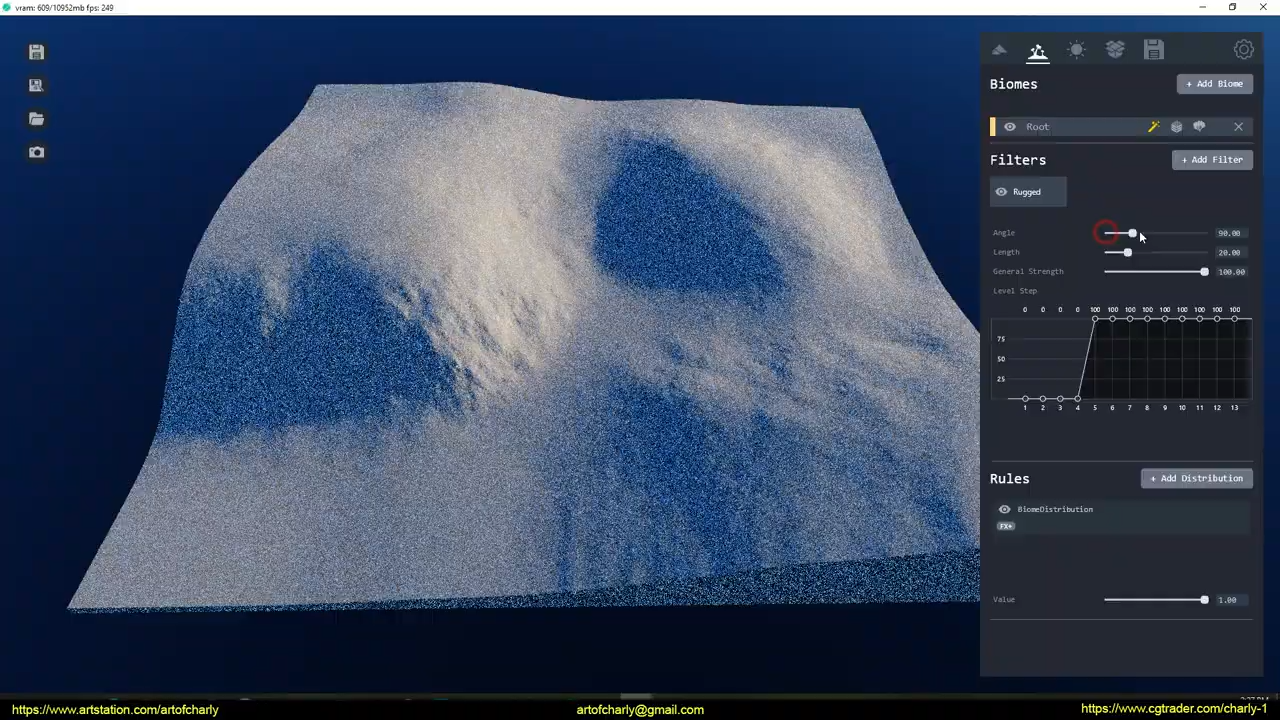 vram: 609/10952mb fps: 249
Biomes
+ Add Biome
Root
Filters
+ Add Filter
Rugged
Angle 90.00
Length 20.00
General Strength 100.00
Level Step
0 0 0 0 100 100 100 100 100 100 100 100 100
75
50
25
1 2 3 4 5 6 7 8 9 10 11 12 13
Rules
+ Add Distribution
BiomeDistribution
FX+
Value 1.00
https://www.artstation.com/artofcharly
artofcharly@gmail.com
https://www.cgtrader.com/charly-1